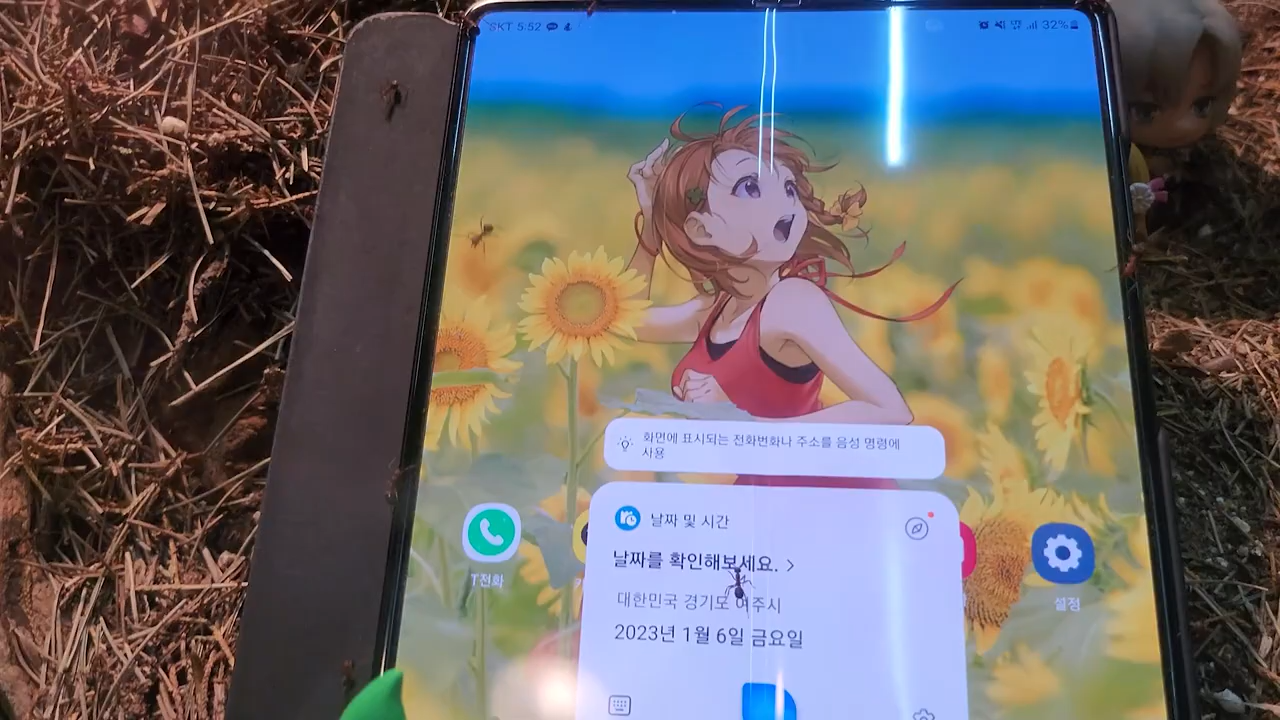 SKT 5:52
32%
화면에 표시되는 전화번화나 주소를 음성 명령에
사용
날짜 및 시간
날짜를 확인해보세요. >
대한민국 경기도 여주시
2023년 1월 6일 금요일
T전화
설정